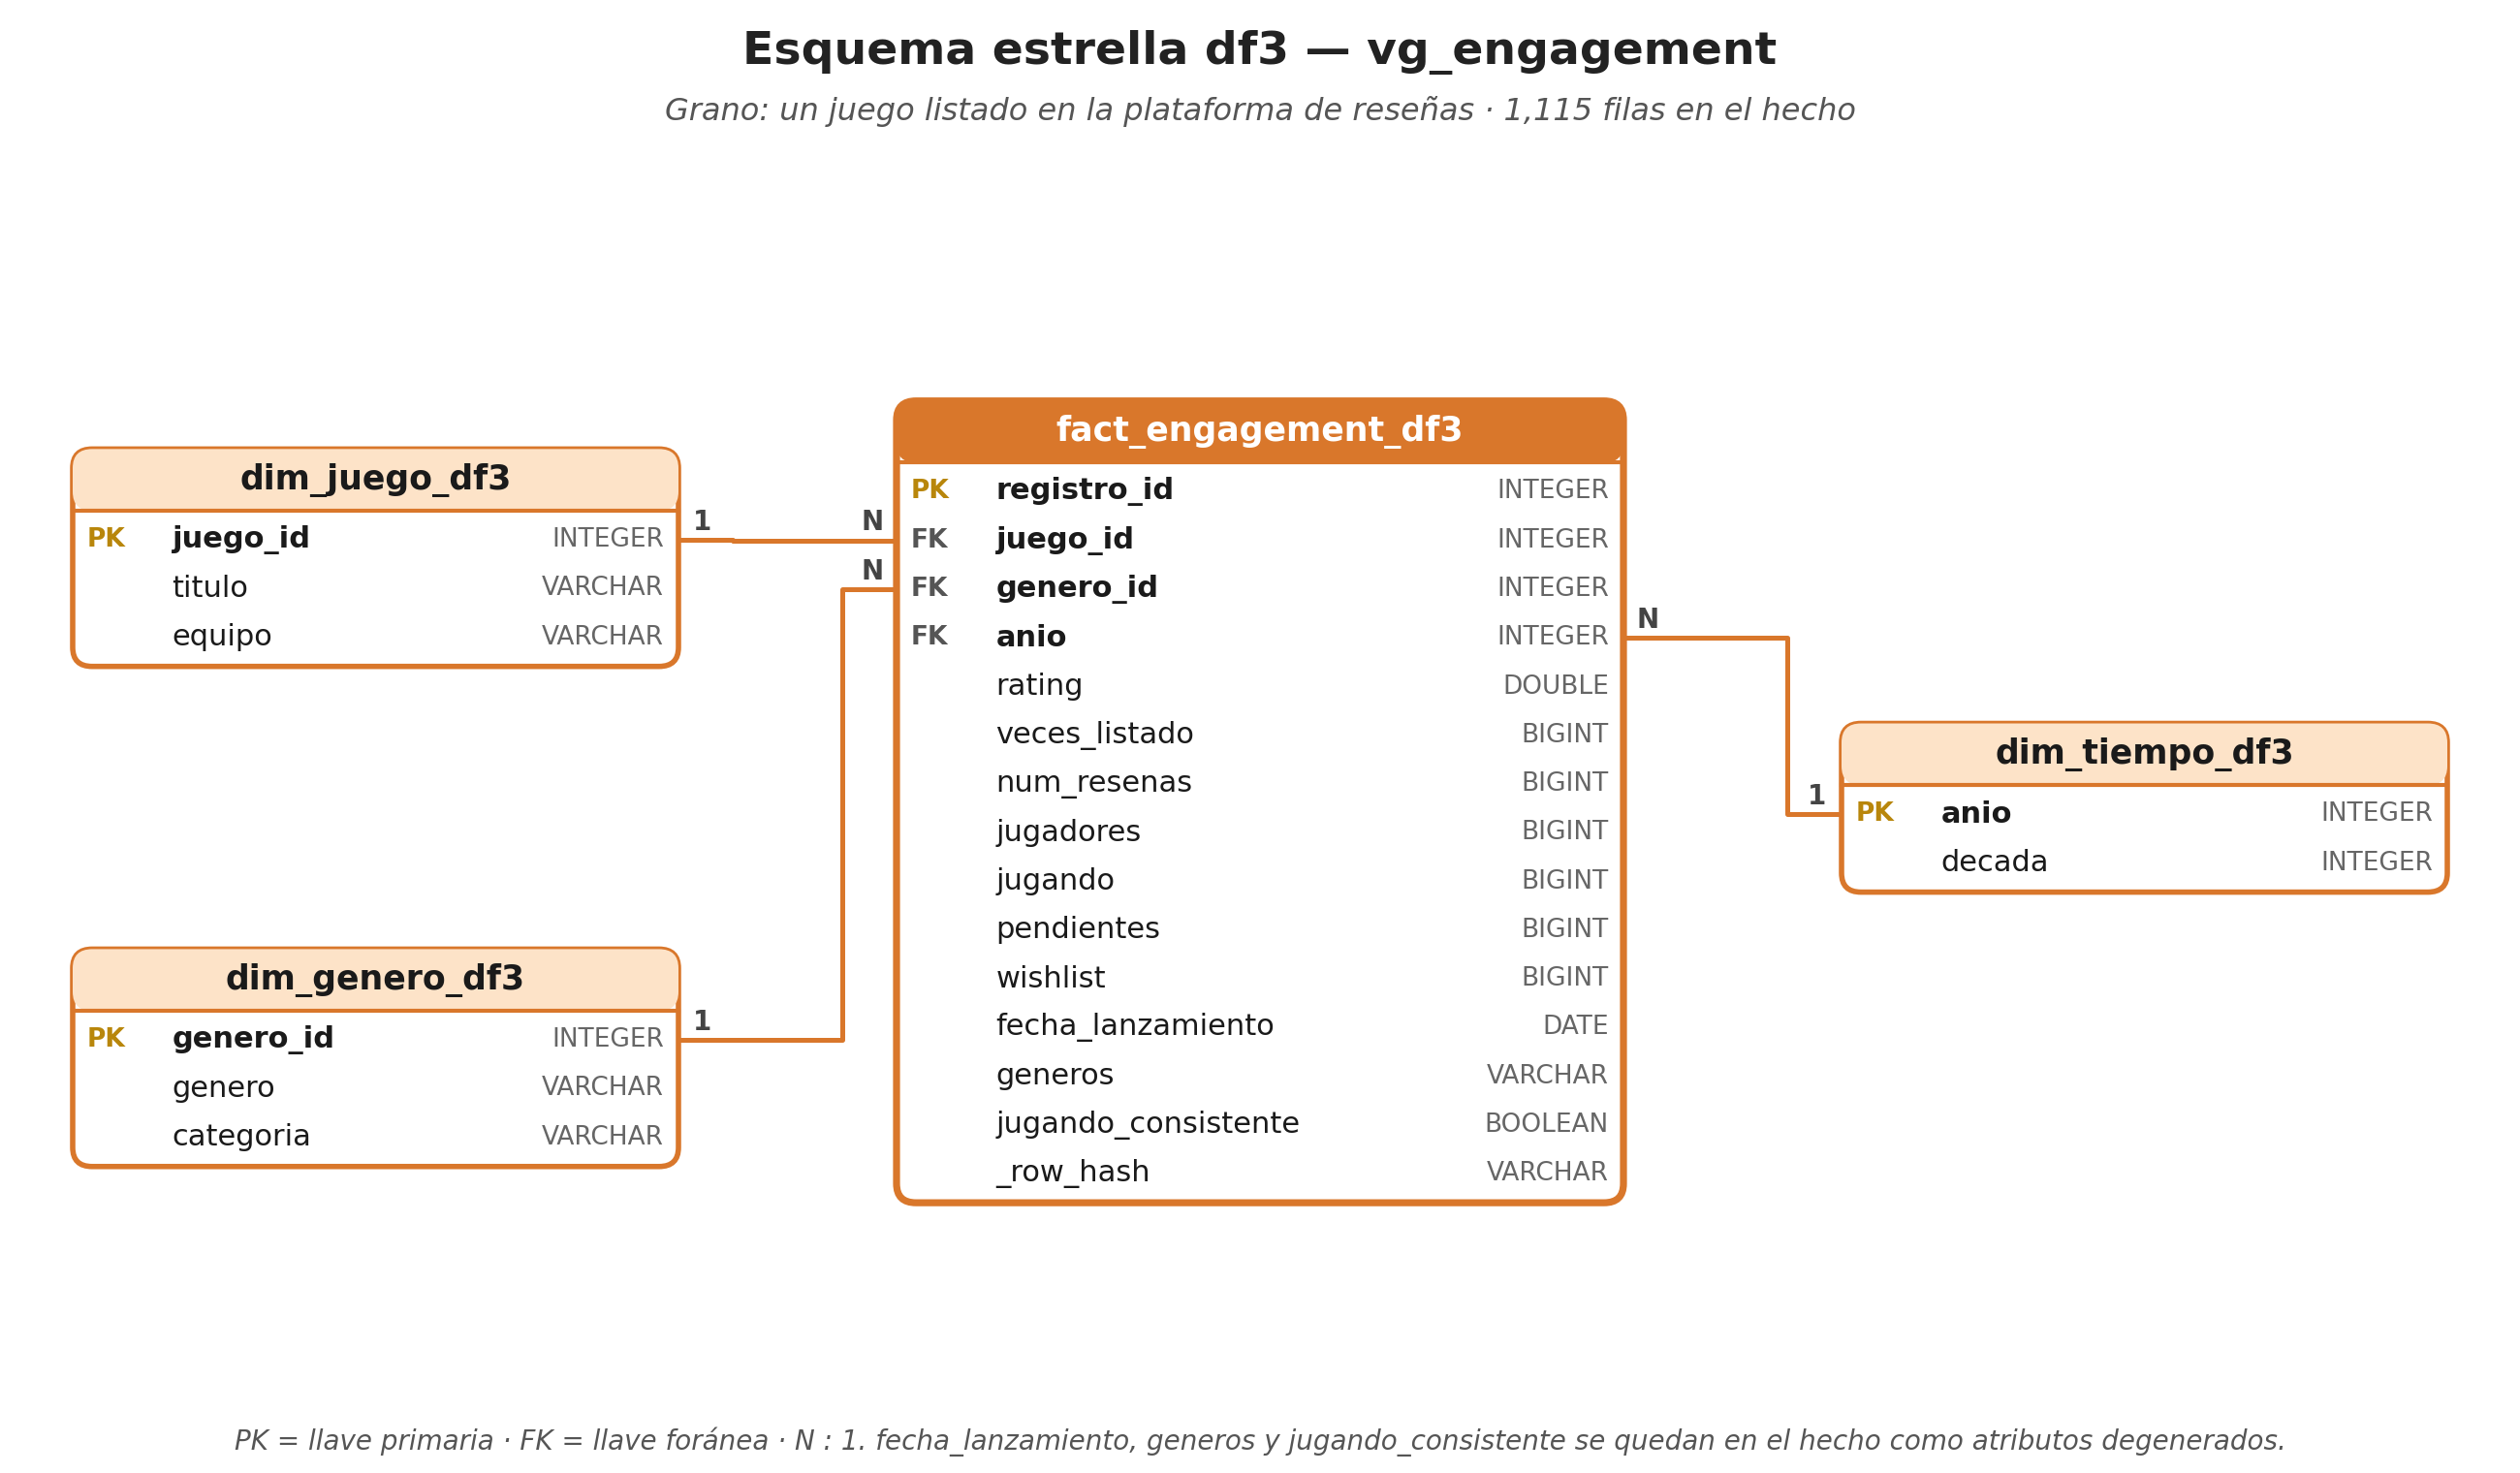 Esquema estrella df3 — vg_engagement
Grano: un juego listado en la plataforma de reseñas · 1,115 filas en el hecho
dim_juego_df3
PK juego_id INTEGER
titulo VARCHAR
equipo VARCHAR
1
N
N
dim_genero_df3
PK genero_id INTEGER
genero VARCHAR
categoria VARCHAR
1
fact_engagement_df3
PK registro_id INTEGER
FK juego_id INTEGER
FK genero_id INTEGER
FK anio INTEGER
rating DOUBLE
veces_listado BIGINT
num_resenas BIGINT
jugadores BIGINT
jugando BIGINT
pendientes BIGINT
wishlist BIGINT
fecha_lanzamiento DATE
generos VARCHAR
jugando_consistente BOOLEAN
_row_hash VARCHAR
N
1
dim_tiempo_df3
PK anio INTEGER
decada INTEGER
PK = llave primaria · FK = llave foránea · N : 1. fecha_lanzamiento, generos y jugando_consistente se quedan en el hecho como atributos degenerados.